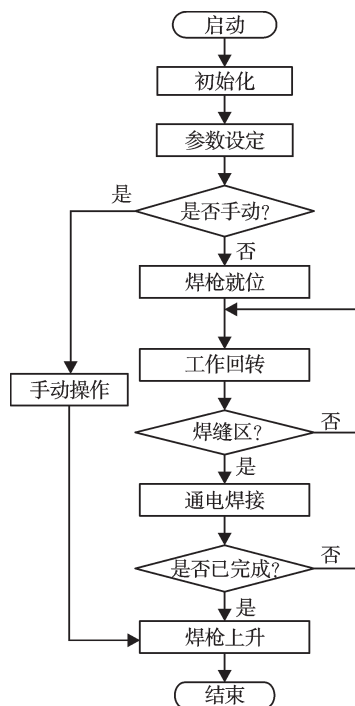 启动
初始化
参数设定
是否手动?
是
否
焊枪就位
工作回转
手动操作
焊缝区?
否
是
通电焊接
是否已完成?
否
是
焊枪上升
结束